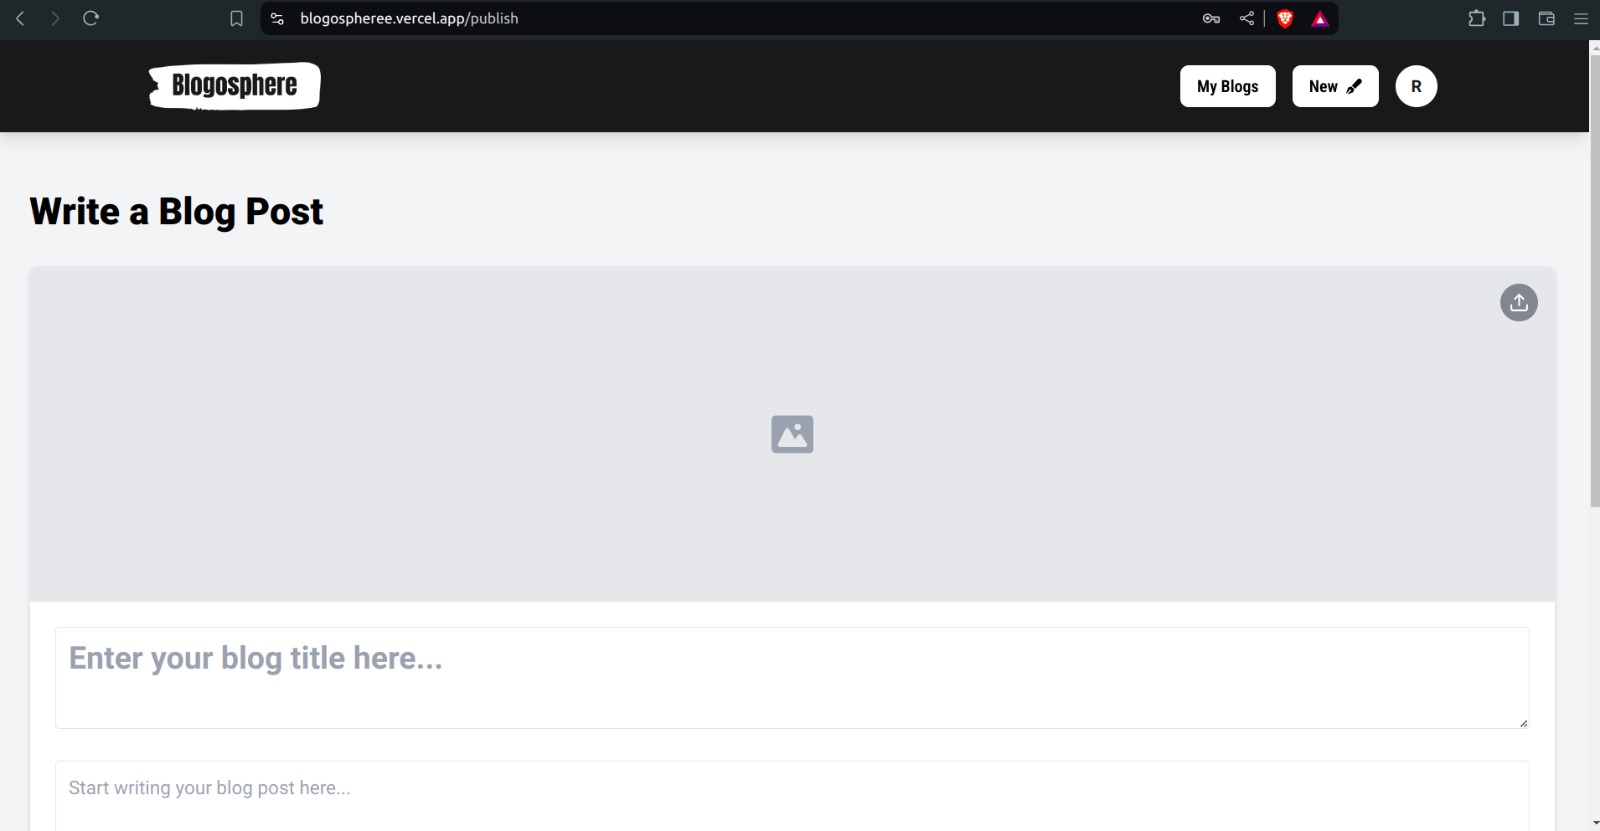 blogospheree.vercel.app/publish
Blogosphere
My Blogs
New
R
Write a Blog Post
Enter your blog title here...
Start writing your blog post here...